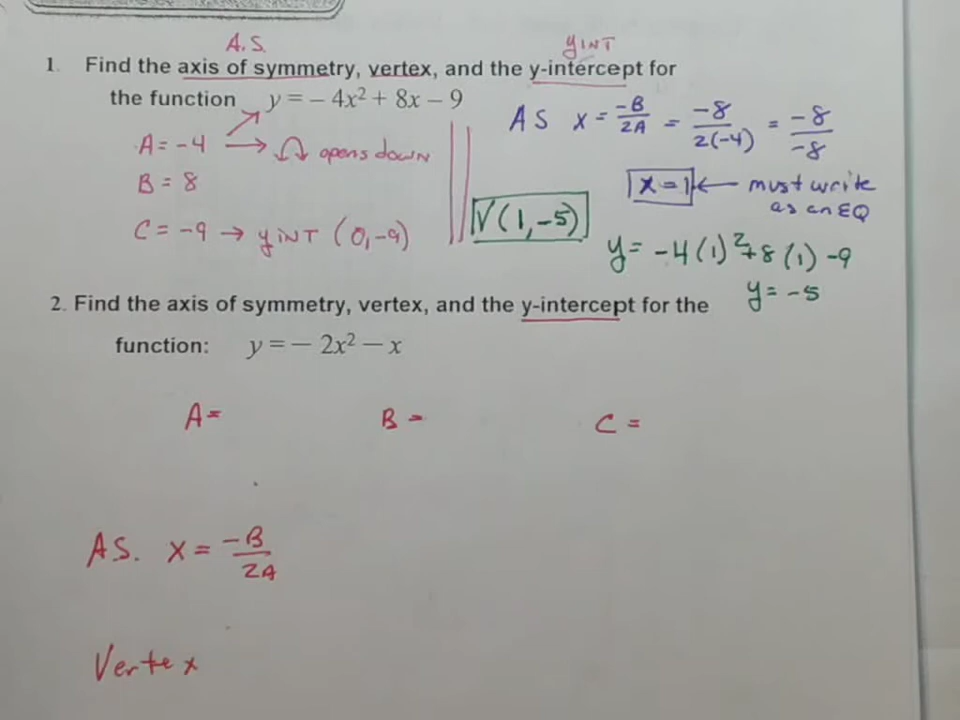 A.S. yINT
1. Find the axis of symmetry, vertex, and the y-intercept for
the function y = – 4x² + 8x – 9
A = -4 opens down
B = 8
C = -9 → yINT (0,-9)
AS x = -B/2A = -8/2(-4) = -8/-8
x = 1 ← must write
as an EQ
V(1,-5)
y = -4(1)²+8(1)-9
y = -5
2. Find the axis of symmetry, vertex, and the y-intercept for the
function: y = – 2x² – x
A = B = C =
AS. x = -B/2A
Vertex